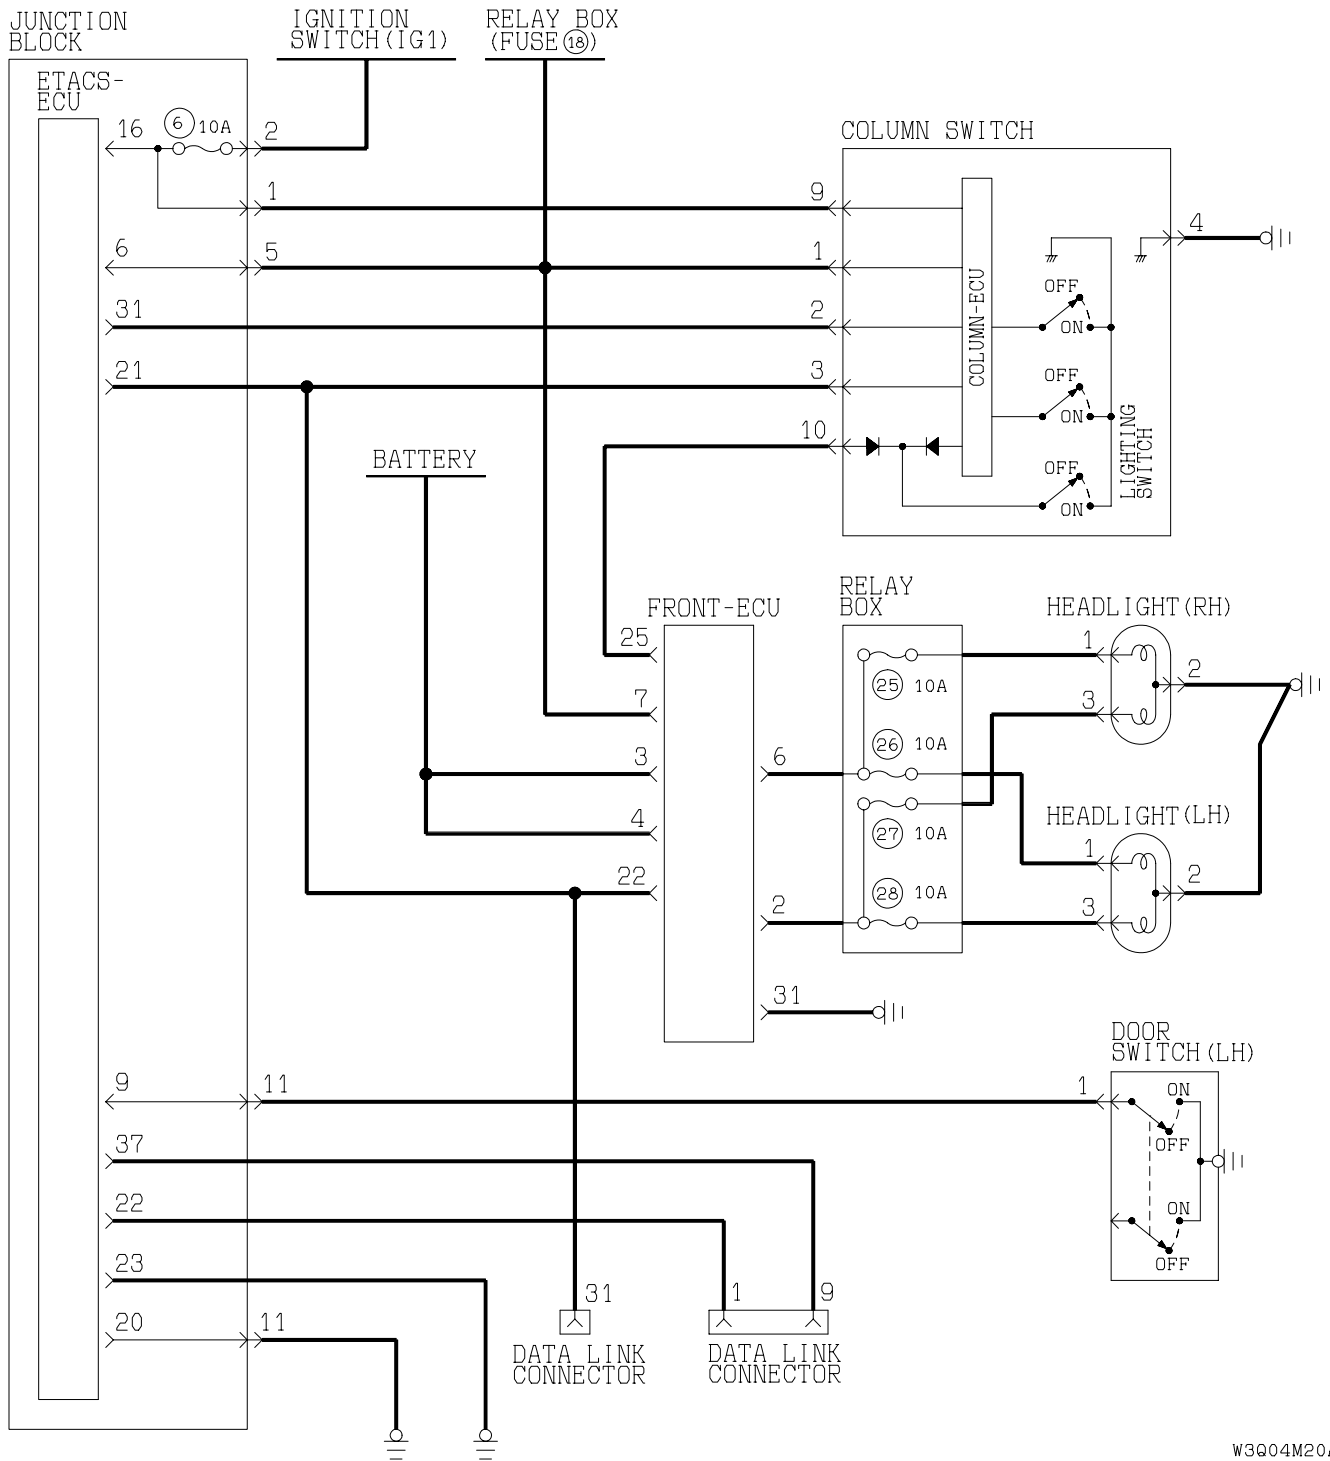 JUNCTION
BLOCK
IGNITION
SWITCH(IG1)
RELAY BOX
(FUSE⑱)
ETACS-
ECU
16
6
10A
2
COLUMN SWITCH
1
9
4
6
5
1
31
2
21
3
10
COLUMN-ECU
OFF
ON
OFF
ON
OFF
ON
LIGHTING
SWITCH
BATTERY
FRONT-ECU
RELAY
BOX
HEADLIGHT(RH)
25
7
3
4
22
6
2
31
25
10A
26
10A
27
10A
28
10A
1
2
3
HEADLIGHT(LH)
1
2
3
DOOR
SWITCH(LH)
9
11
1
ON
OFF
ON
OFF
37
22
23
20
11
31
1
9
DATA LINK
CONNECTOR
DATA LINK
CONNECTOR
W3Q04M20